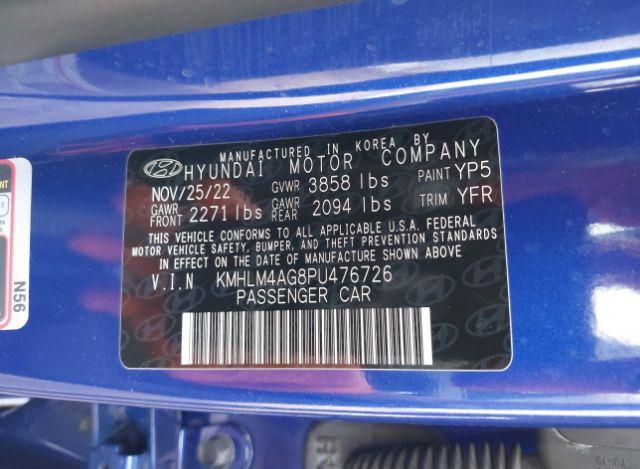 MANUFACTURED IN KOREA BY
HYUNDAI MOTOR COMPANY
NOV/25/22 GVWR 3858 lbs PAINT YP5
GAWR FRONT 2271 lbs GAWR REAR 2094 lbs TRIM YFR
THIS VEHICLE CONFORMS TO ALL APPLICABLE U.S.A. FEDERAL
MOTOR VEHICLE SAFETY, BUMPER, AND THEFT PREVENTION STANDARDS
IN EFFECT ON THE DATE OF MANUFACTURE SHOWN ABOVE
V.I.N KMHLM4AG8PU476726
PASSENGER CAR
N56
3